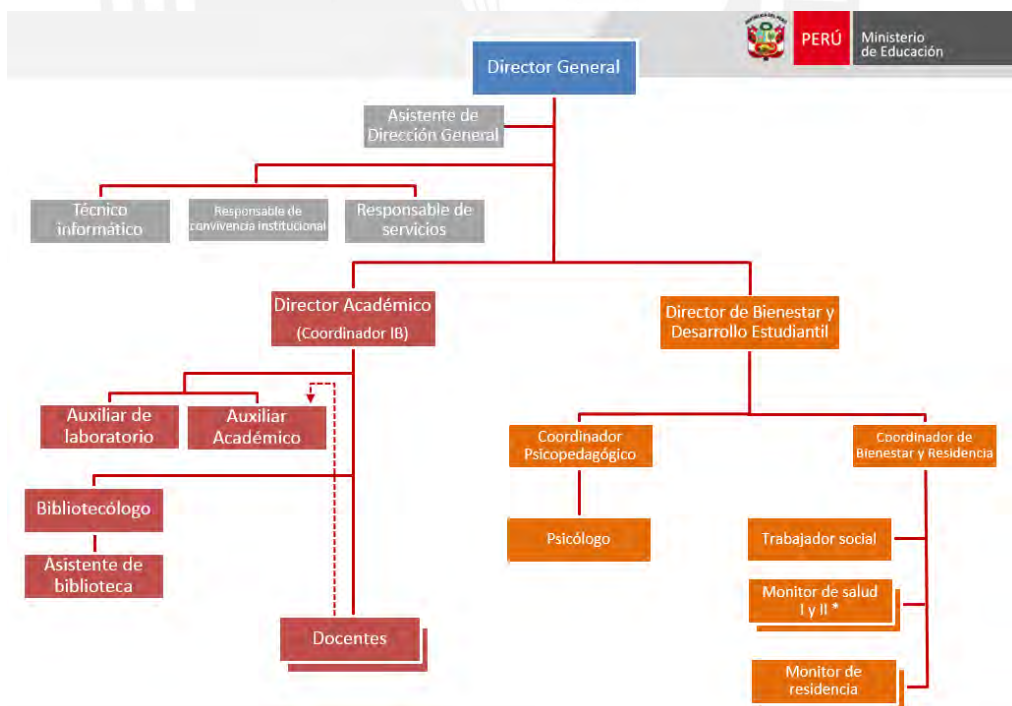 PERÚ
Ministerio
de Educación
Director General
Asistente de
Dirección General
Técnico
informático
Responsable de
convivencia institucional
Responsable de
servicios
Director Académico
(Coordinador IB)
Director de Bienestar y
Desarrollo Estudiantil
Auxiliar de
laboratorio
Auxiliar
Académico
Coordinador
Psicopedagógico
Coordinador de
Bienestar y Residencia
Bibliotecólogo
Psicólogo
Trabajador social
Asistente de
biblioteca
Monitor de salud
I y II *
Docentes
Monitor de
residencia